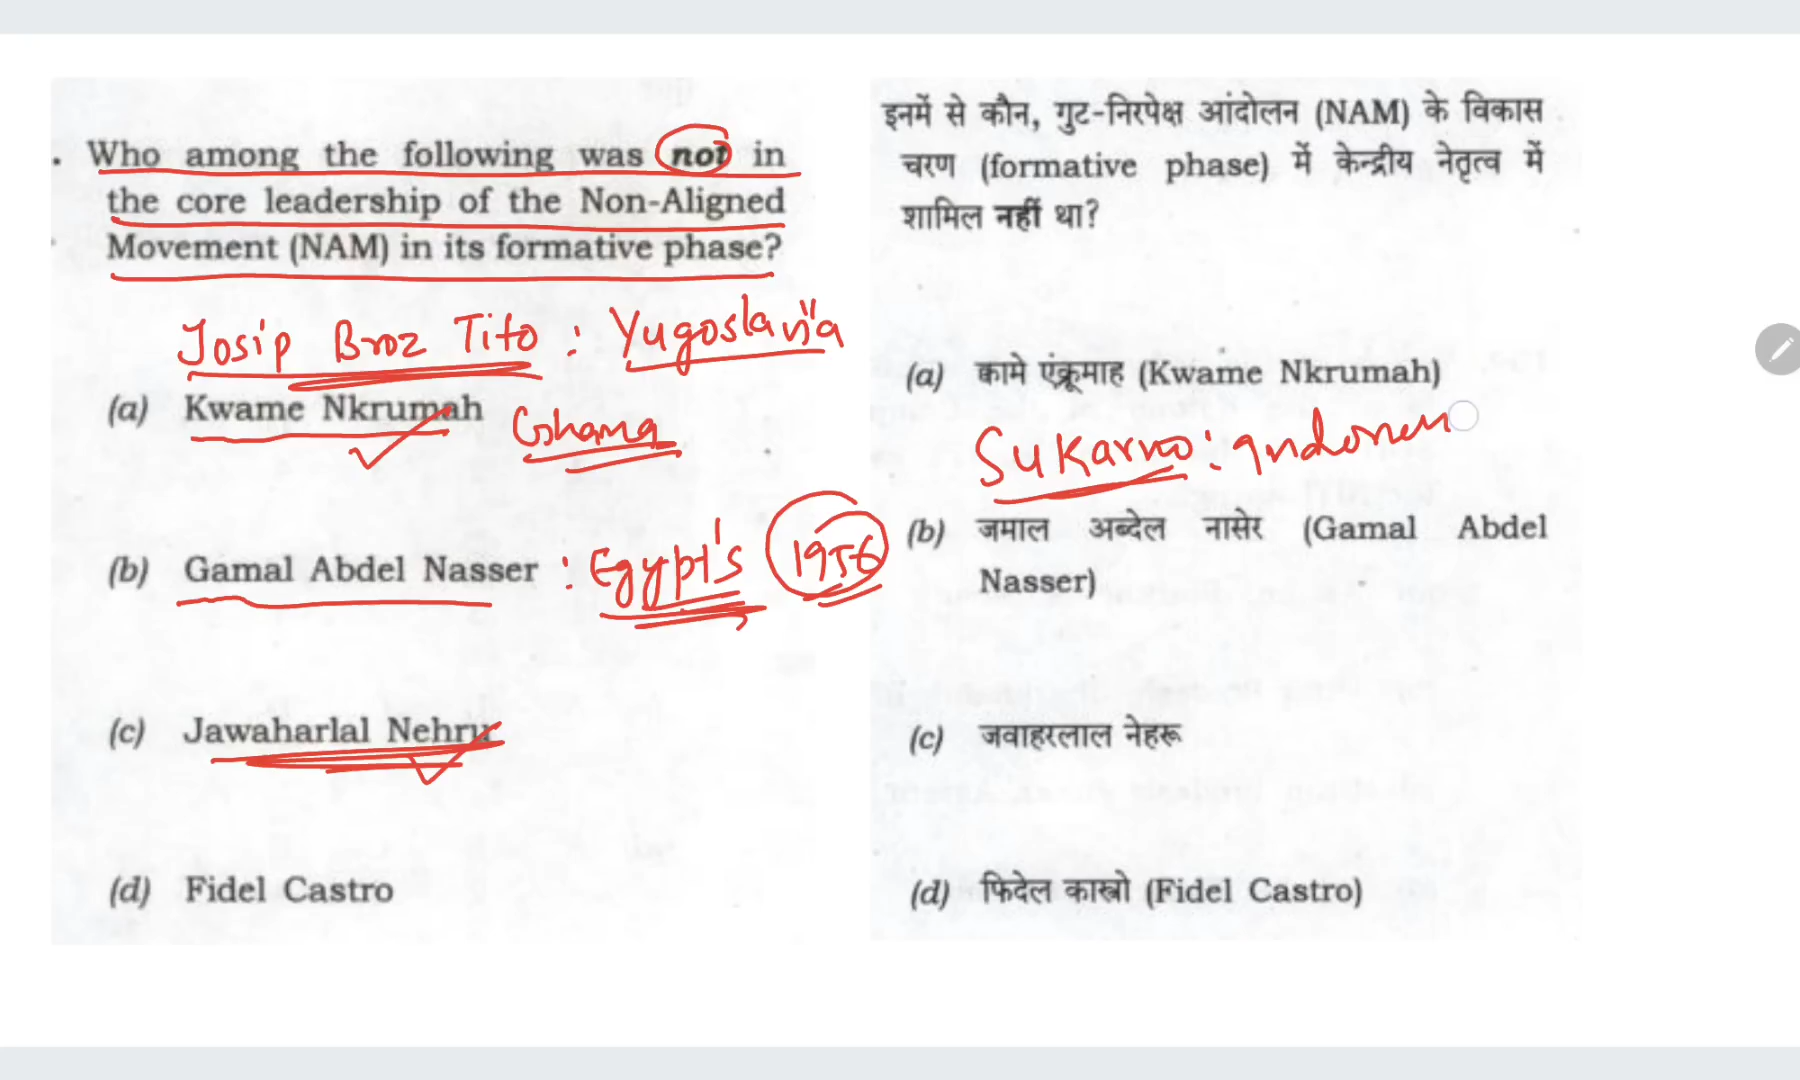 . Who among the following was not in
the core leadership of the Non-Aligned
Movement (NAM) in its formative phase?
Josip Broz Tito : Yugoslavia
(a) Kwame Nkrumah Ghana
(b) Gamal Abdel Nasser : Egypt's 1956
(c) Jawaharlal Nehru
(d) Fidel Castro
इनमें से कौन, गुट-निरपेक्ष आंदोलन (NAM) के विकास
चरण (formative phase) में केन्द्रीय नेतृत्व में
शामिल नहीं था?
(a) कामे एंक्रूमाह (Kwame Nkrumah)
Sukarno :
(b) जमाल अब्देल नासेर (Gamal Abdel
Nasser)
(c) जवाहरलाल नेहरू
(d) फिदेल कास्त्रो (Fidel Castro)